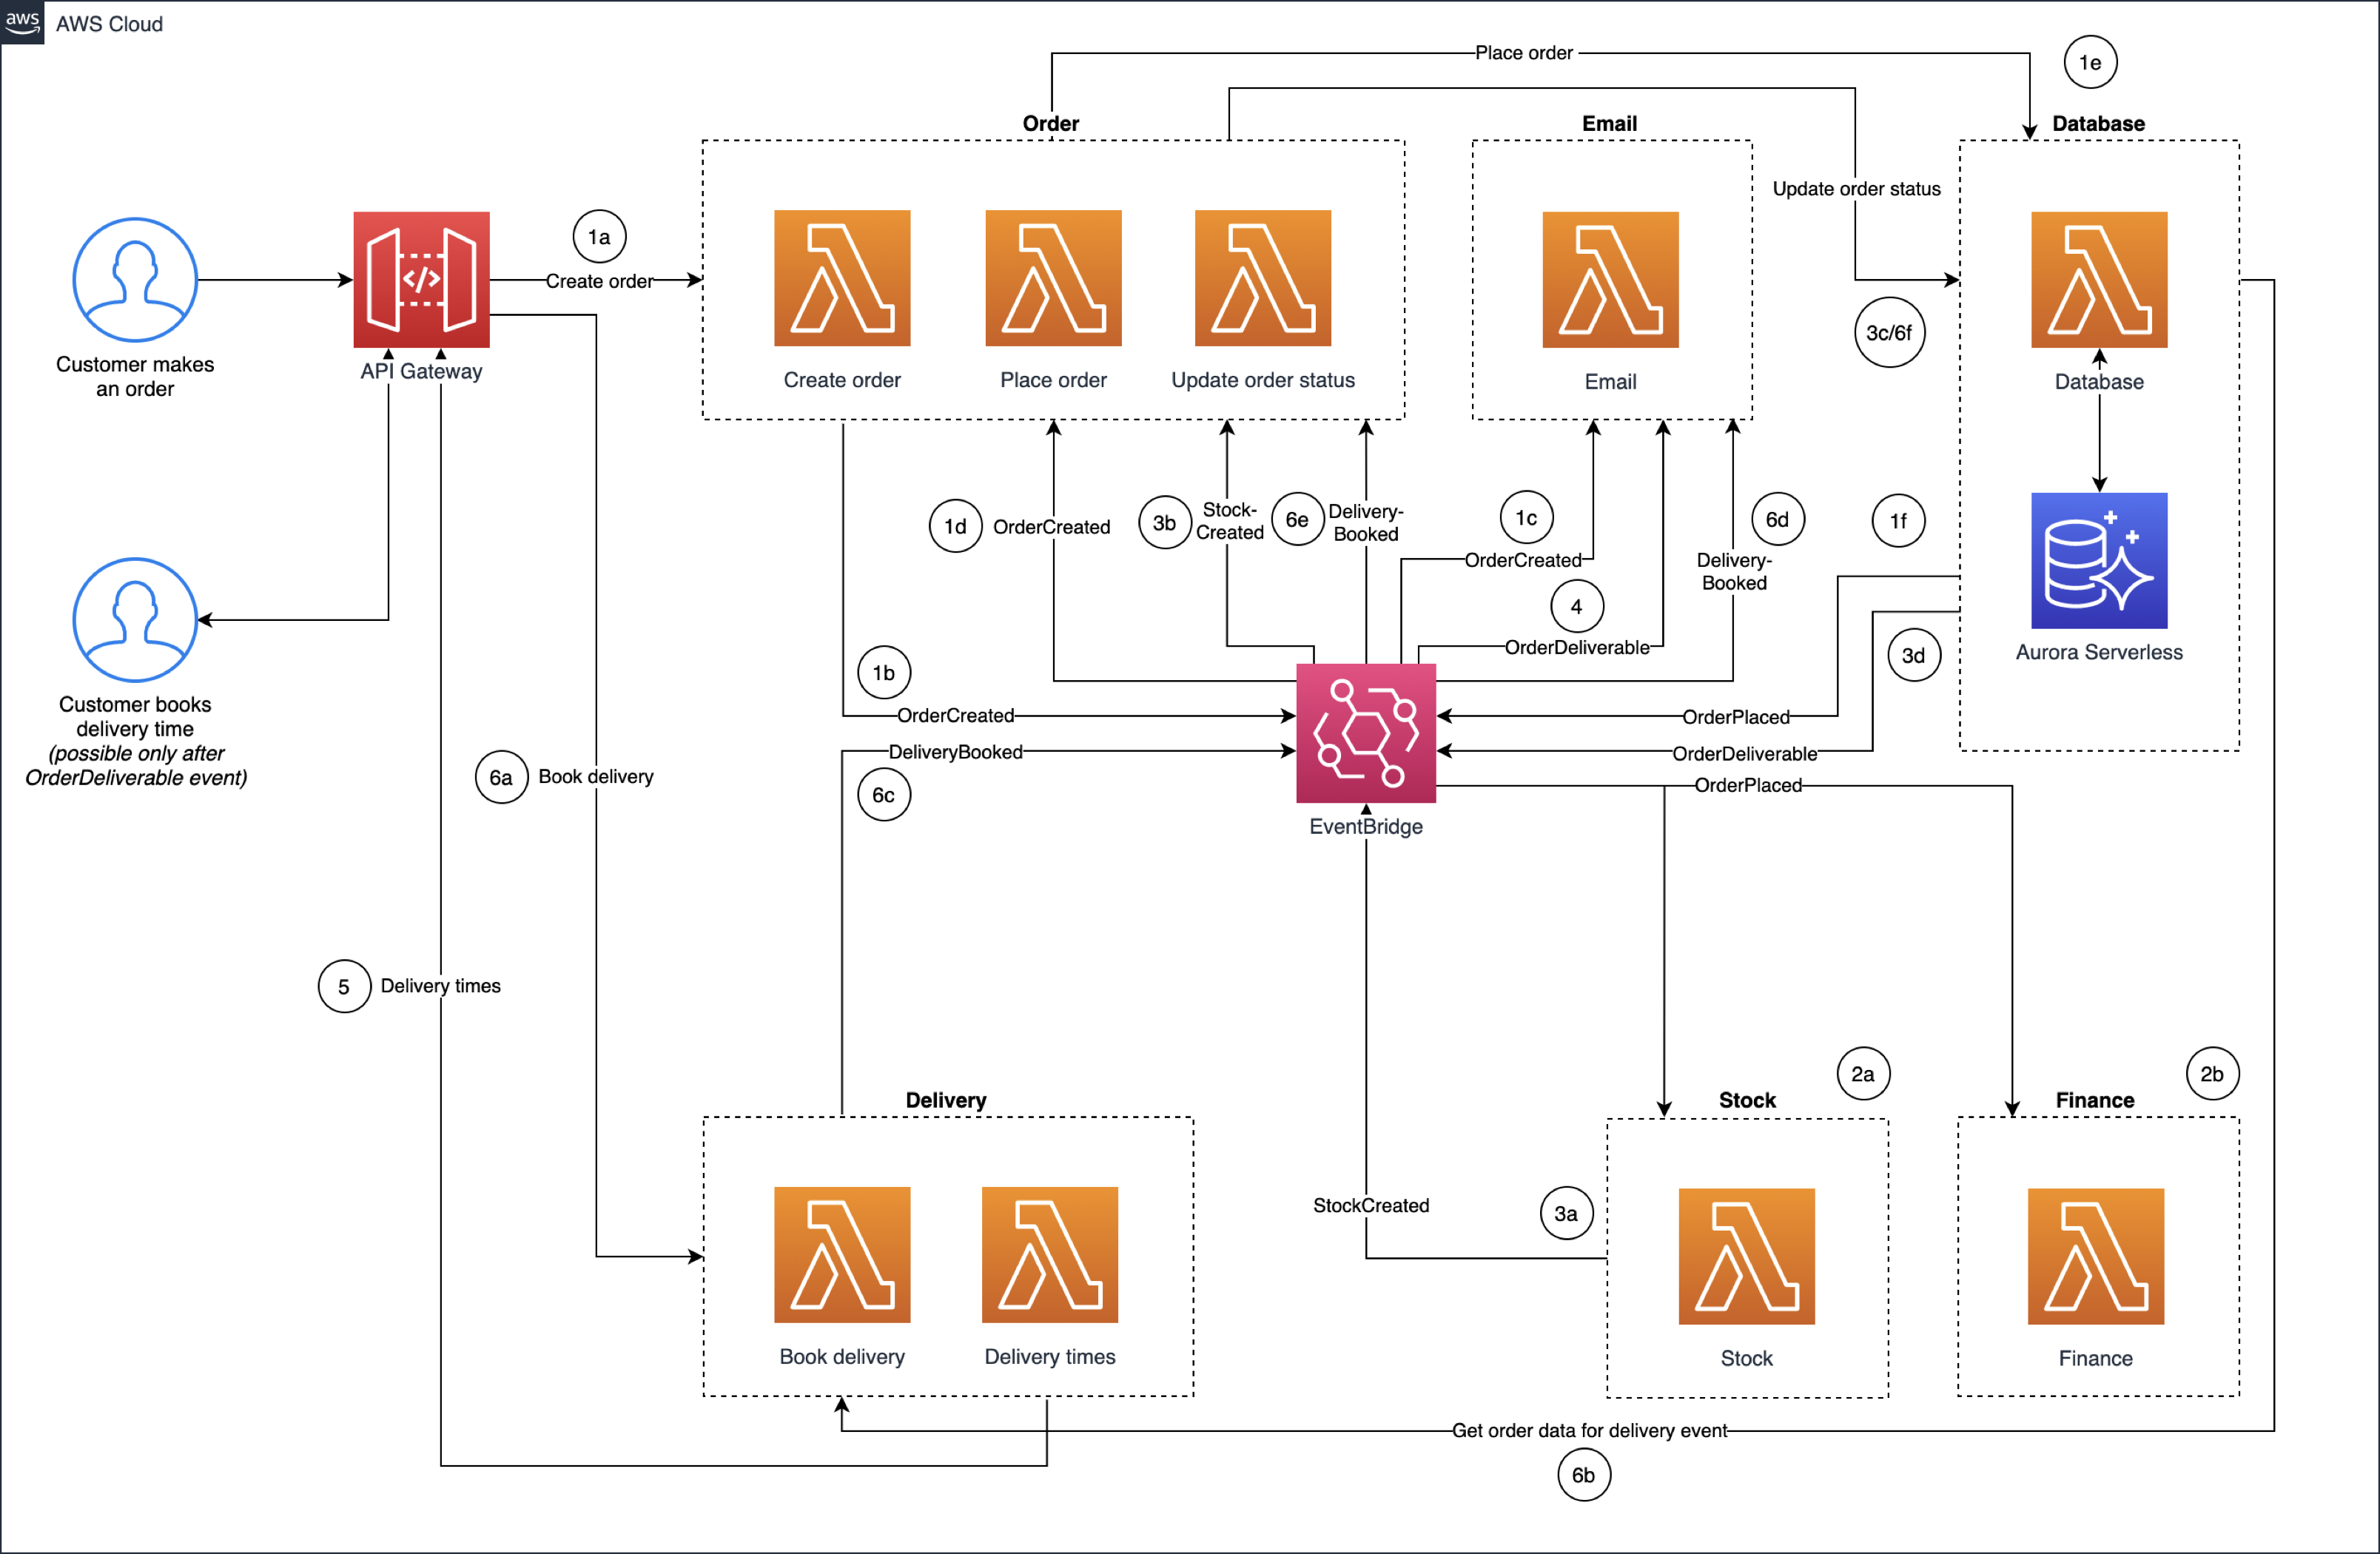 aws
AWS Cloud
Place order
1e
Order
Email
Database
Update order status
1a
Create order
</>
3c/6f
Customer makes
an order
API Gateway
Create order
Place order
Update order status
Email
Database
1d
OrderCreated
3b
Stock-
Created
6e
Delivery-
Booked
1c
OrderCreated
6d
Delivery-
Booked
1f
4
OrderDeliverable
3d
Aurora Serverless
1b
OrderCreated
OrderPlaced
Customer books
delivery time
(possible only after
OrderDeliverable event)
6a
Book delivery
DeliveryBooked
6c
OrderDeliverable
OrderPlaced
EventBridge
5
Delivery times
2a
2b
Delivery
Stock
Finance
StockCreated
3a
Book delivery
Delivery times
Stock
Finance
Get order data for delivery event
6b